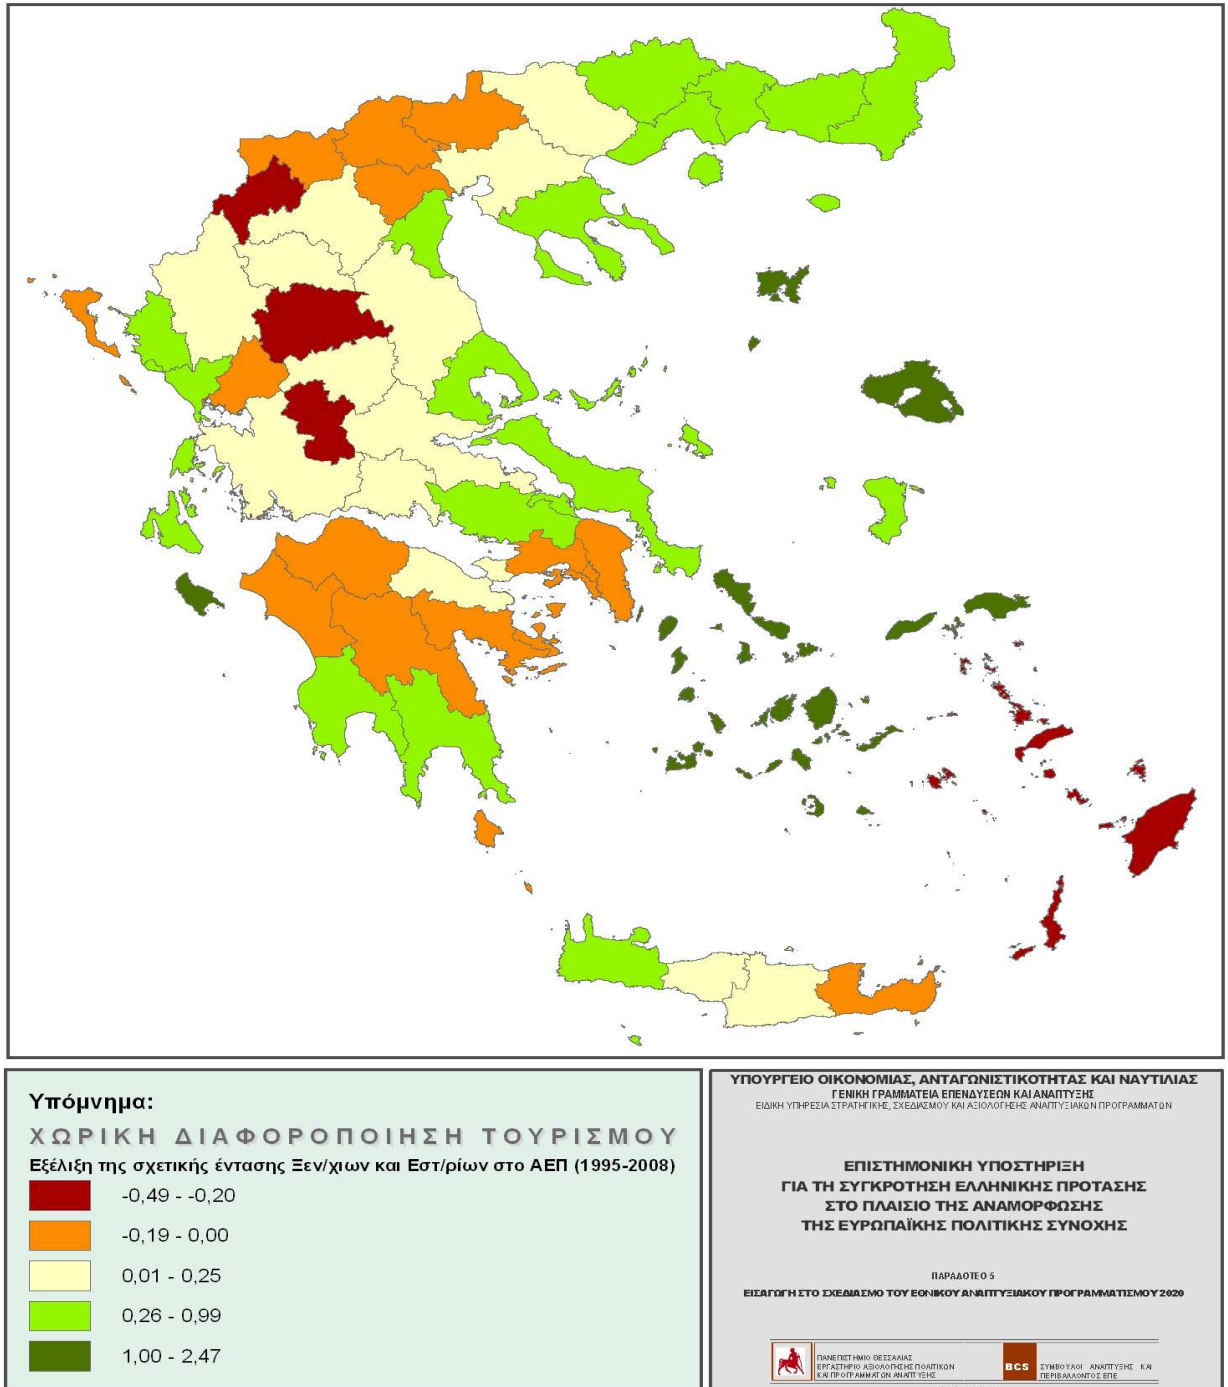 Υπόμνημα:
ΧΩΡΙΚΗ ΔΙΑΦΟΡΟΠΟΙΗΣΗ ΤΟΥΡΙΣΜΟΥ
Εξέλιξη της σχετικής έντασης Ξεν/χιων και Εστ/ρίων στο ΑΕΠ (1995-2008)
-0,49 - -0,20
-0,19 - 0,00
0,01 - 0,25
0,26 - 0,99
1,00 - 2,47
ΥΠΟΥΡΓΕΙΟ ΟΙΚΟΝΟΜΙΑΣ, ΑΝΤΑΓΩΝΙΣΤΙΚΟΤΗΤΑΣ ΚΑΙ ΝΑΥΤΙΛΙΑΣ
ΓΕΝΙΚΗ ΓΡΑΜΜΑΤΕΙΑ ΕΠΕΝΔΥΣΕΩΝ ΚΑΙ ΑΝΑΠΤΥΞΗΣ
ΕΙΔΙΚΗ ΥΠΗΡΕΣΙΑ ΣΤΡΑΤΗΓΙΚΗΣ, ΣΧΕΔΙΑΣΜΟΥ ΚΑΙ ΑΞΙΟΛΟΓΗΣΗΣ ΑΝΑΠΤΥΞΙΑΚΩΝ ΠΡΟΓΡΑΜΜΑΤΩΝ
ΕΠΙΣΤΗΜΟΝΙΚΗ ΥΠΟΣΤΗΡΙΞΗ
ΓΙΑ ΤΗ ΣΥΓΚΡΟΤΗΣΗ ΕΛΛΗΝΙΚΗΣ ΠΡΟΤΑΣΗΣ
ΣΤΟ ΠΛΑΙΣΙΟ ΤΗΣ ΑΝΑΜΟΡΦΩΣΗΣ
ΤΗΣ ΕΥΡΩΠΑΪΚΗΣ ΠΟΛΙΤΙΚΗΣ ΣΥΝΟΧΗΣ
ΠΑΡΑΔΟΤΕΟ 5
ΕΙΣΑΓΩΓΗ ΣΤΟ ΣΧΕΔΙΑΣΜΟ ΤΟΥ ΕΘΝΙΚΟΥ ΑΝΑΠΤΥΞΙΑΚΟΥ ΠΡΟΓΡΑΜΜΑΤΙΣΜΟΥ 2020
ΠΑΝΕΠΙΣΤΗΜΙΟ ΘΕΣΣΑΛΙΑΣ
ΕΡΓΑΣΤΗΡΙΟ ΑΞΙΟΛΟΓΗΣΗΣ ΠΟΛΙΤΙΚΩΝ
ΚΑΙ ΠΡΟΓΡΑΜΜΑΤΩΝ ΑΝΑΠΤΥΞΗΣ
BCS
ΣΥΜΒΟΥΛΟΙ ΑΝΑΠΤΥΞΗΣ ΚΑΙ
ΠΕΡΙΒΑΛΛΟΝΤΟΣ ΕΠΕ